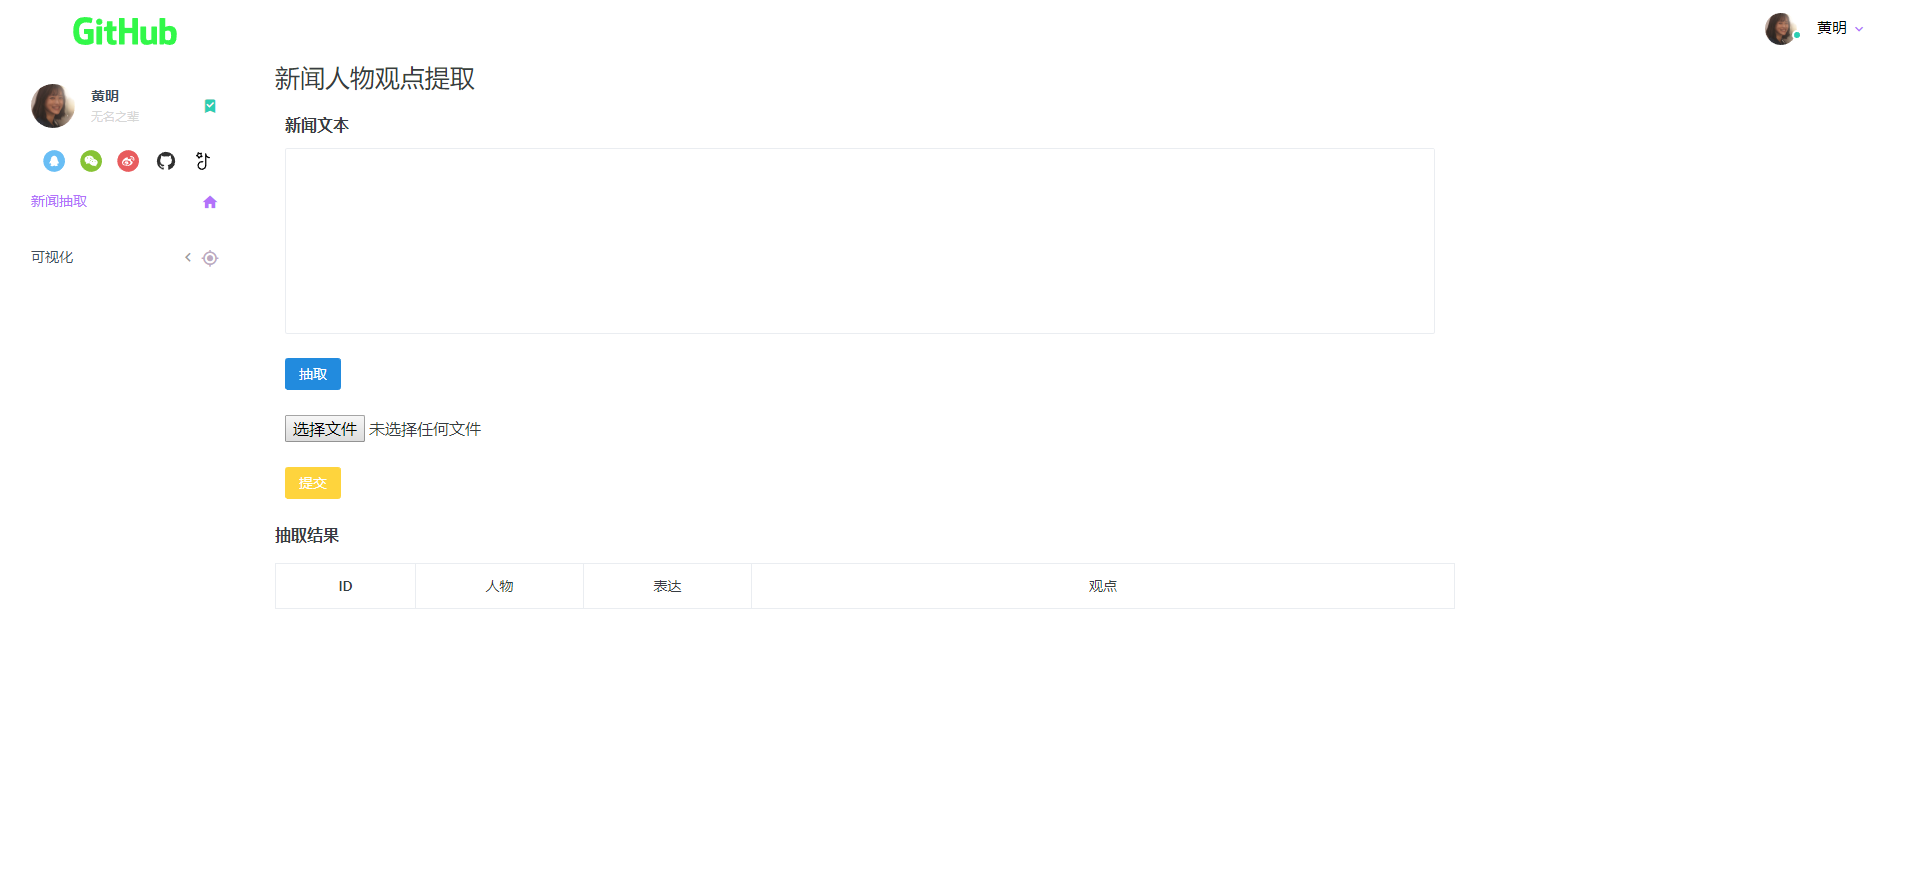 GitHub
黄明
黄明
无名之辈
新闻抽取
可视化
新闻人物观点提取
新闻文本
抽取
选择文件 未选择任何文件
提交
抽取结果
ID 人物 表达 观点